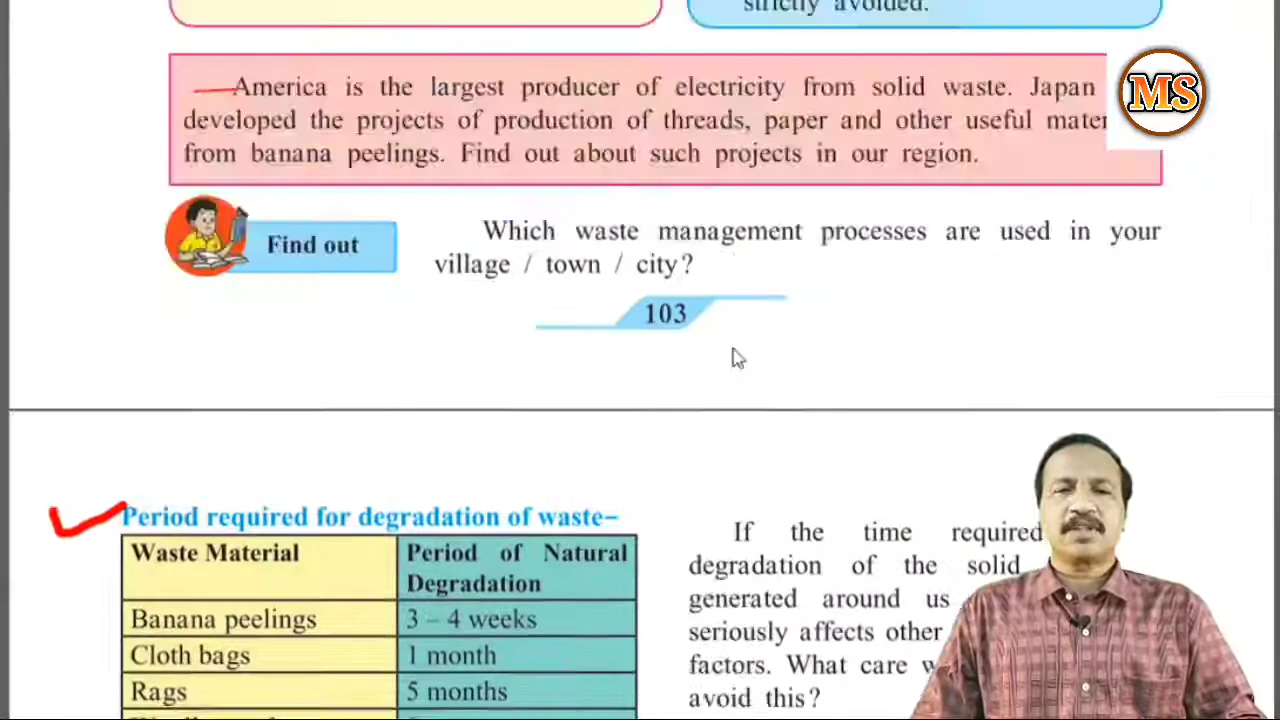 strictly avoided.
America is the largest producer of electricity from solid waste. Japan
developed the projects of production of threads, paper and other useful
from banana peelings. Find out about such projects in our region.
MS
Find out
Which waste management processes are used in your
village / town / city?
103
Period required for degradation of waste–
Waste Material
Period of Natural
Degradation
Banana peelings
3 – 4 weeks
Cloth bags
1 month
Rags
5 months
If the time required
degradation of the solid
generated around us
seriously affects other
factors. What care
avoid this?